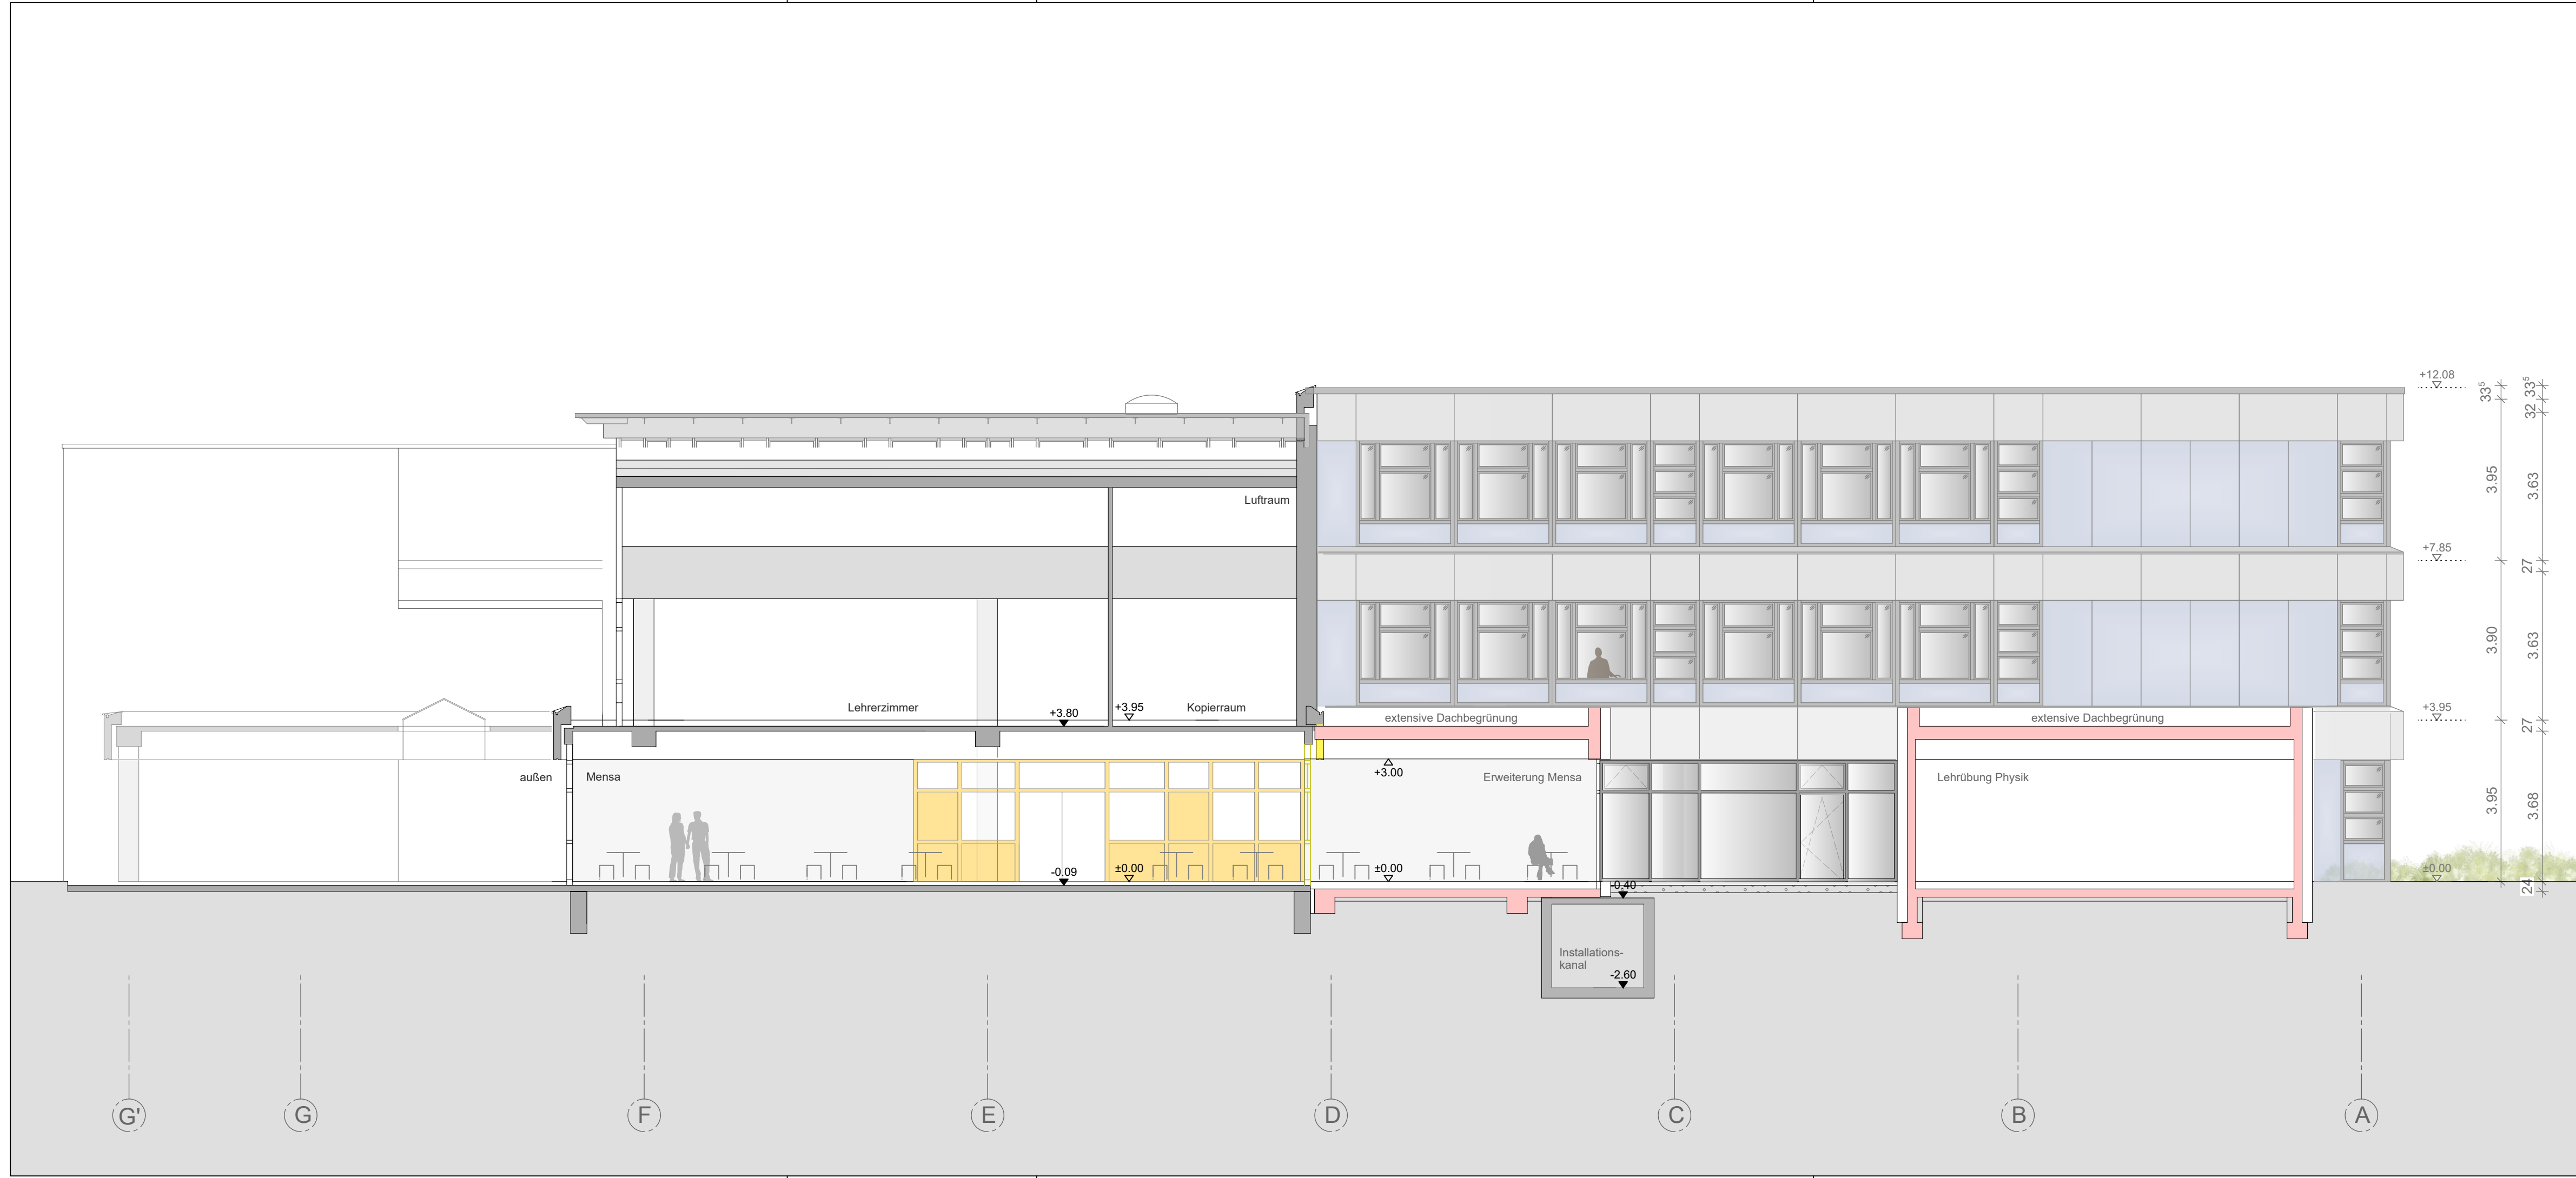 +12.08
33⁵
33⁵
32
Luftraum
3.95
3.63
+7.85
27
3.90
3.63
Lehrerzimmer
+3.80
+3.95
Kopierraum
extensive Dachbegrünung
extensive Dachbegrünung
+3.95
27
außen
Mensa
+3.00
Erweiterung Mensa
Lehrübung Physik
3.95
3.68
-0.09
±0.00
±0.00
±0.00
-0.40
24
Installations-
kanal
-2.60
G'
G
F
E
D
C
B
A